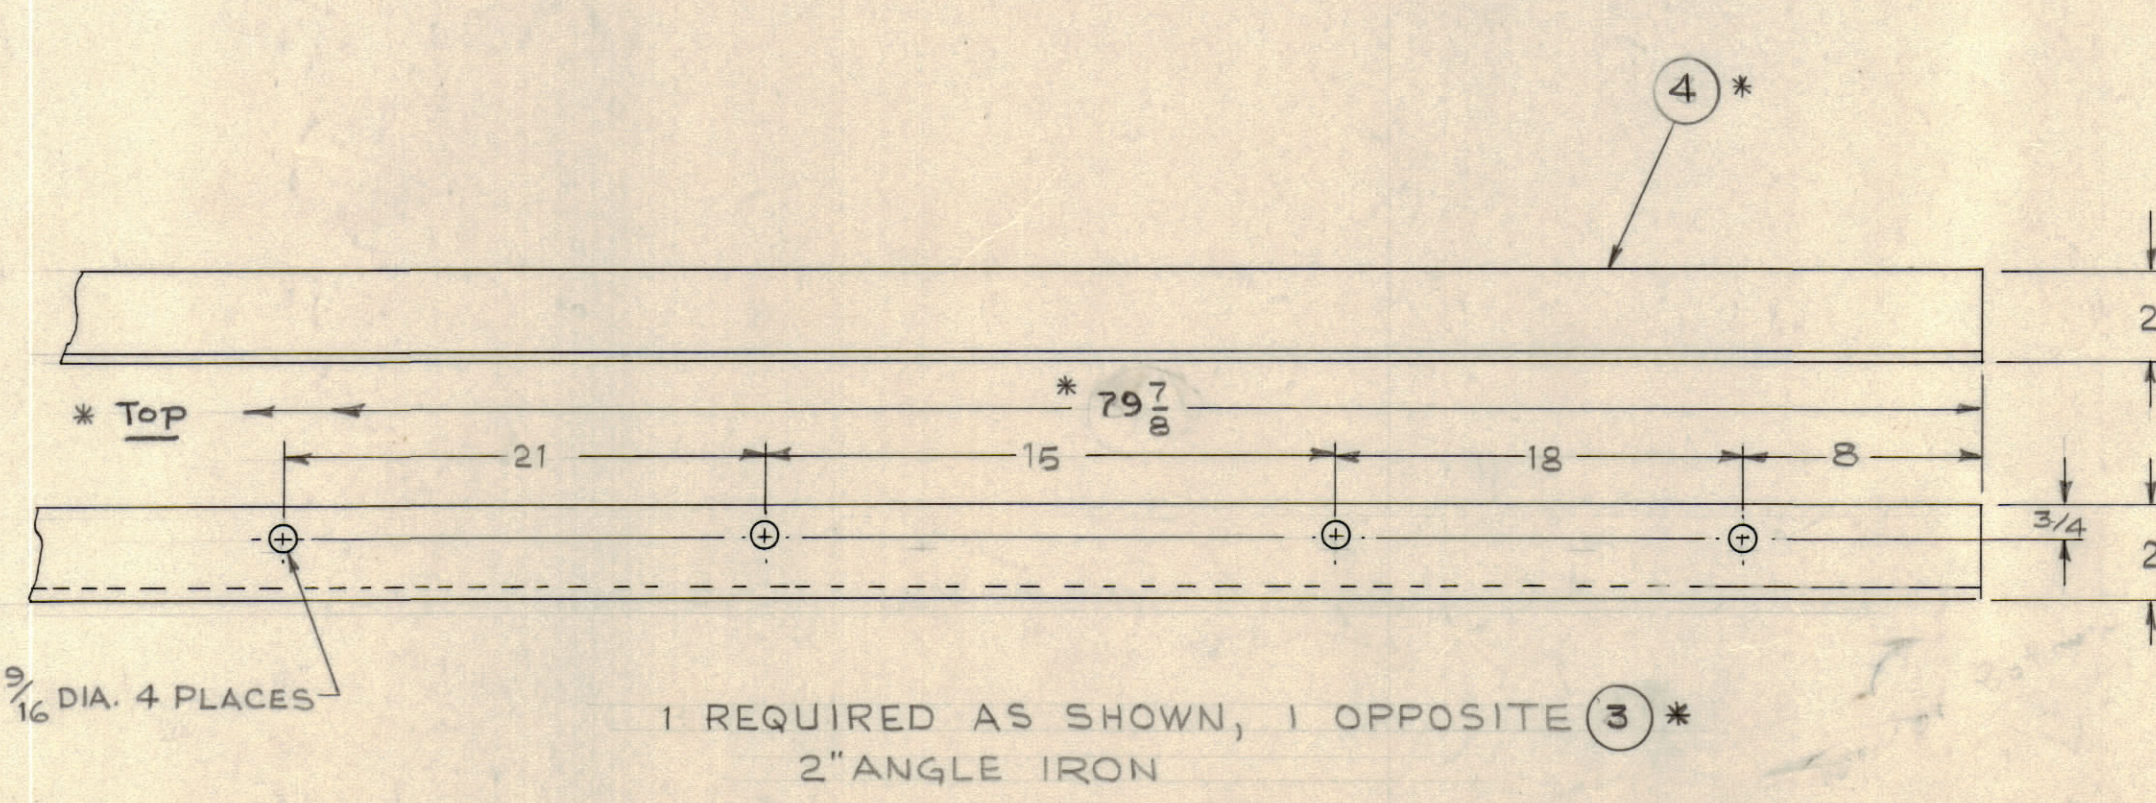 4 *
2
* 79 7/8
* Top
21 15 18 8
3/4
2
9/16 DIA. 4 PLACES
1 REQUIRED AS SHOWN, 1 OPPOSITE 3 *
2" ANGLE IRON